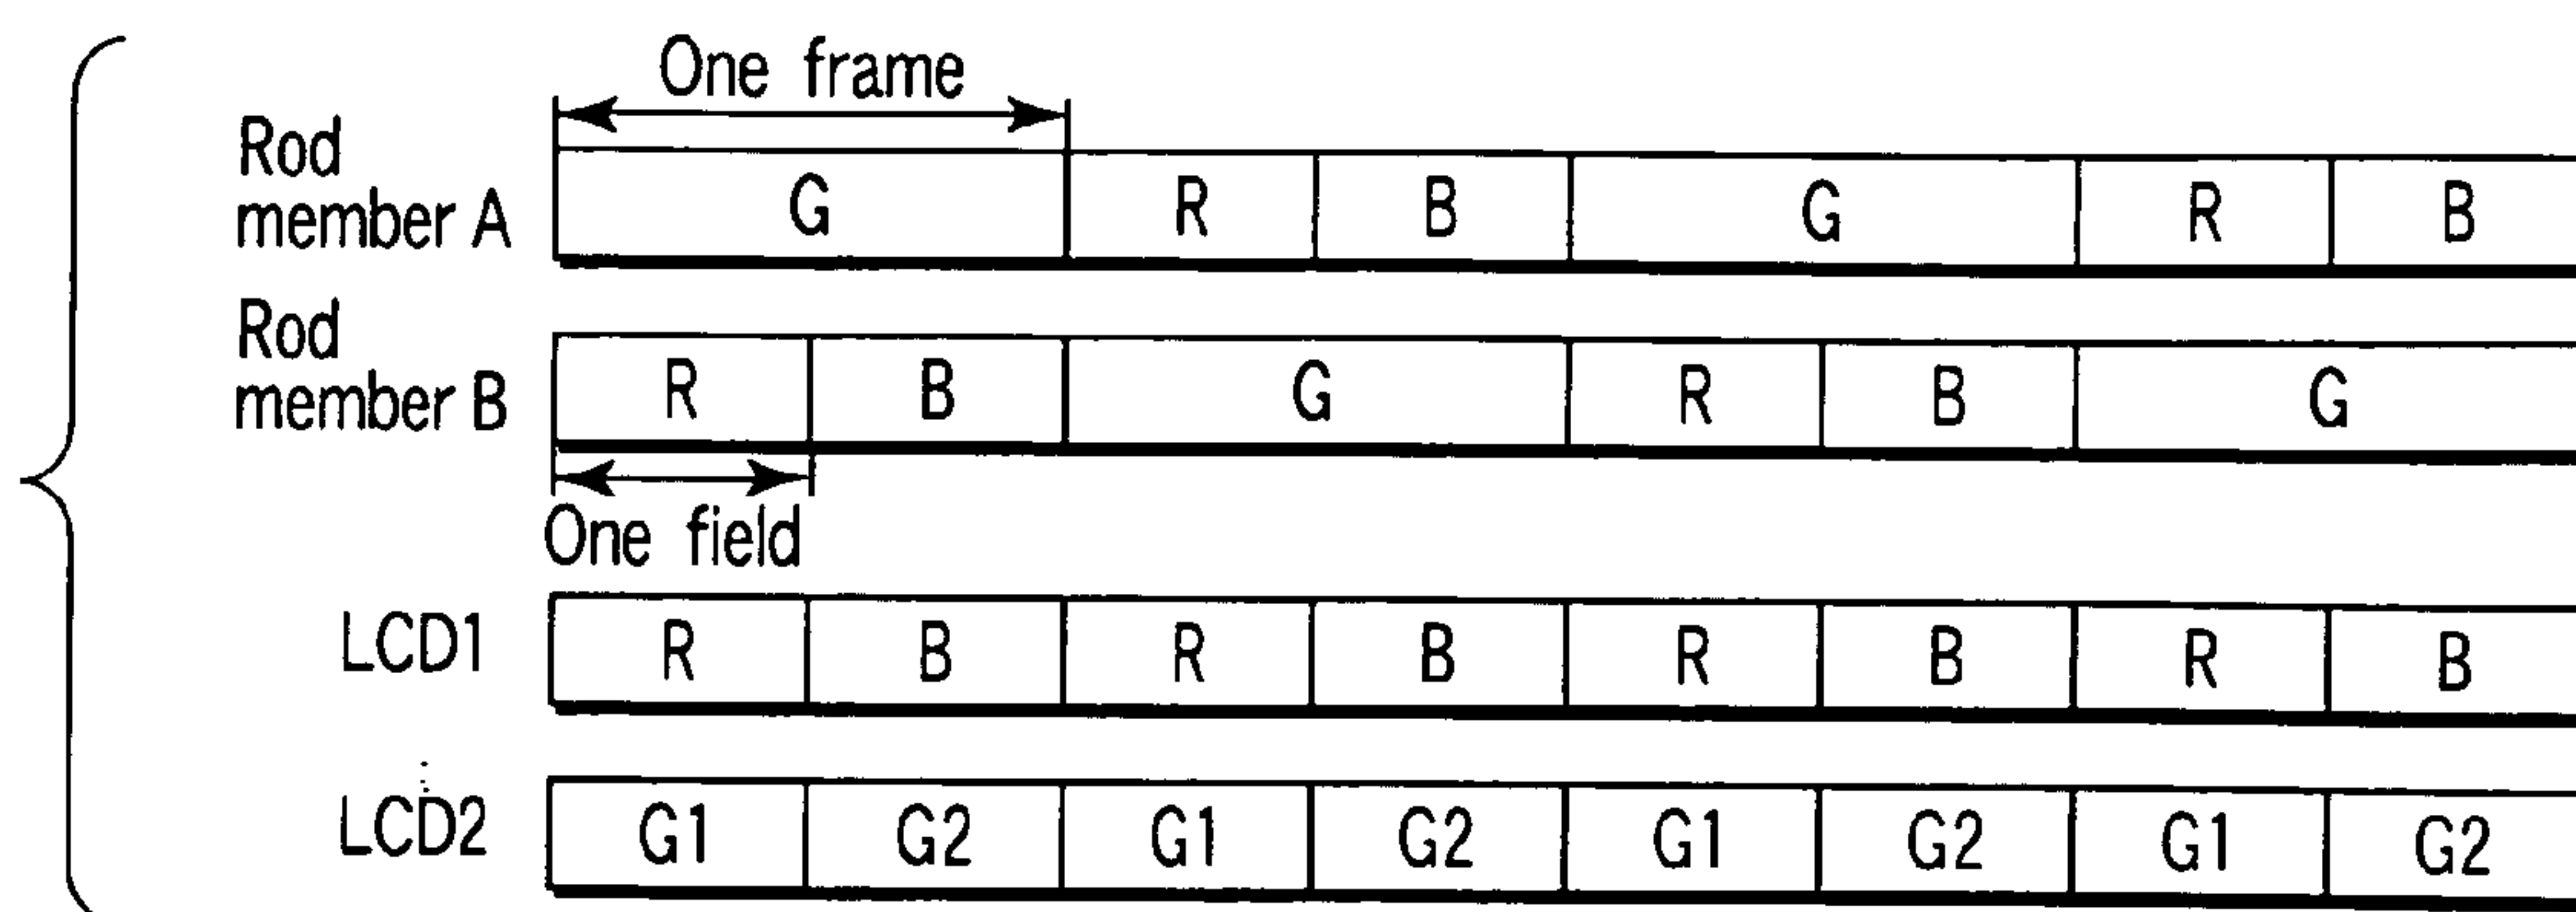 One frame
Rod
member A
G R B G R B
Rod
member B
R B G R B G
One field
LCD1
R B R B R B R B
LCD2
G1 G2 G1 G2 G1 G2 G1 G2